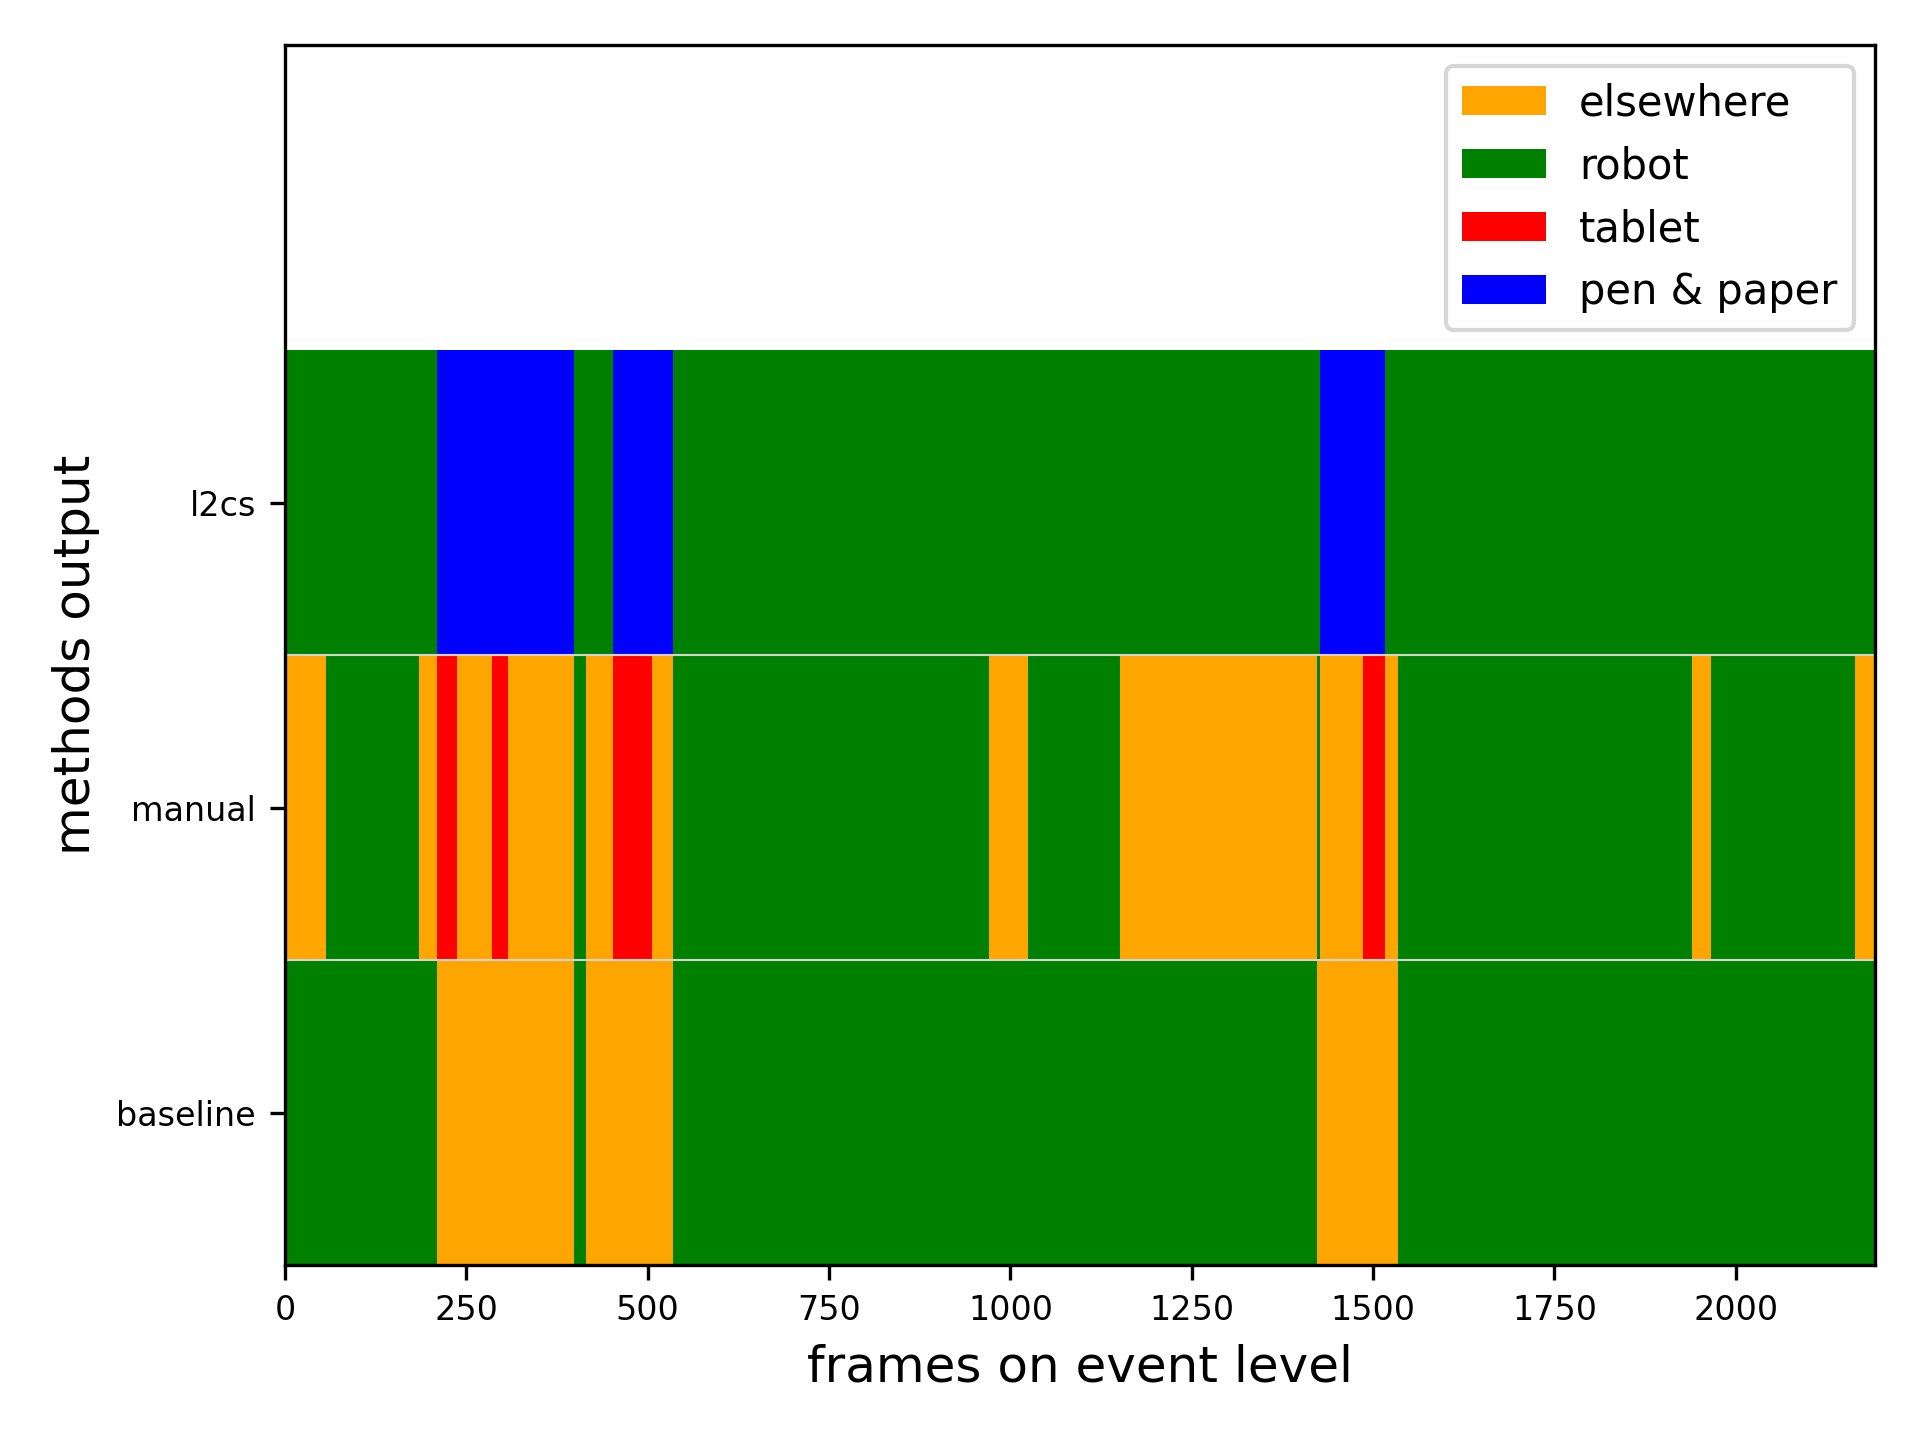 elsewhere
robot
tablet
pen & paper
methods output
l2cs
manual
baseline
0 250 500 750 1000 1250 1500 1750 2000
frames on event level